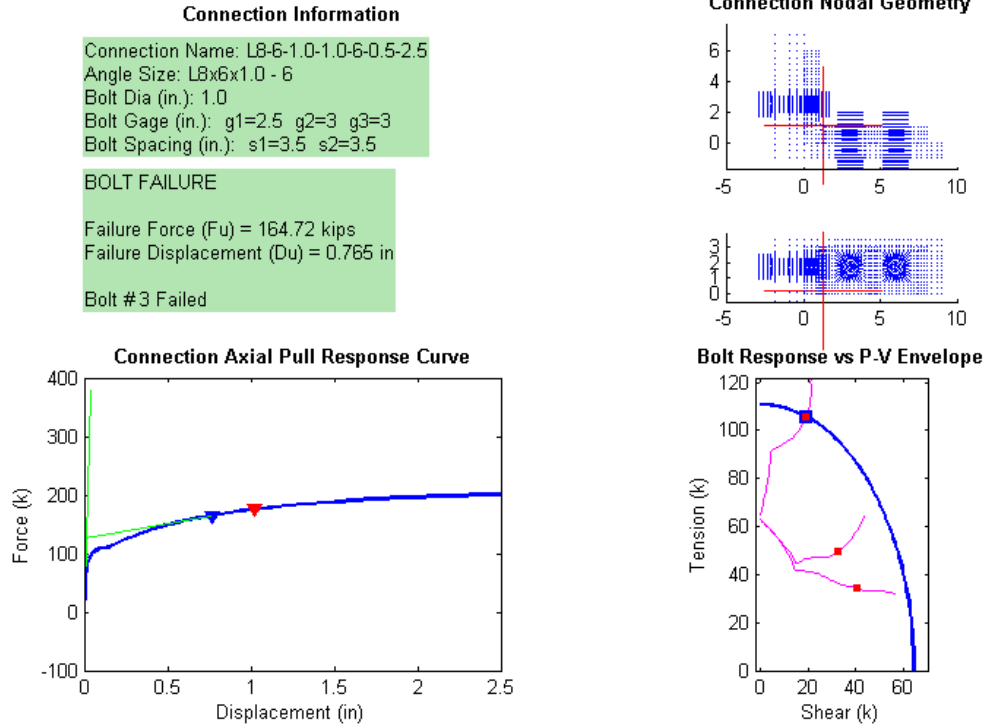 Connection Information
Connection Name: L8-6-1.0-1.0-6-0.5-2.5
Angle Size: L8x6x1.0 - 6
Bolt Dia (in.): 1.0
Bolt Gage (in.): g1=2.5 g2=3 g3=3
Bolt Spacing (in.): s1=3.5 s2=3.5
BOLT FAILURE
Failure Force (Fu) = 164.72 kips
Failure Displacement (Du) = 0.765 in
Bolt #3 Failed
Connection Nodal Geometry
6
4
2
0
-5 0 5 10
3
2
1
0
-5 0 5 10
Connection Axial Pull Response Curve
400
300
200
100
0
-100
0 0.5 1 1.5 2 2.5
Force (k)
Displacement (in)
Bolt Response vs P-V Envelope
120
100
80
60
40
20
0
0 20 40 60
Tension (k)
Shear (k)